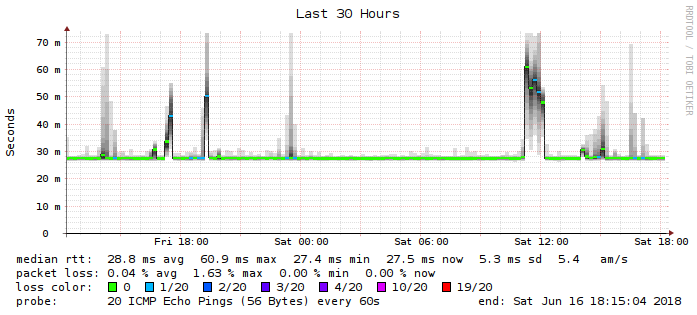 Last 30 Hours
RRDTOOL / TOBI OETIKER
Seconds
70 m
60 m
50 m
40 m
30 m
20 m
10 m
0
Fri 18:00 Sat 00:00 Sat 06:00 Sat 12:00 Sat 18:00
median rtt: 28.8 ms avg 60.9 ms max 27.4 ms min 27.5 ms now 5.3 ms sd 5.4 am/s
packet loss: 0.04 % avg 1.63 % max 0.00 % min 0.00 % now
loss color: 0 1/20 2/20 3/20 4/20 10/20 19/20
probe: 20 ICMP Echo Pings (56 Bytes) every 60s end: Sat Jun 16 18:15:04 2018